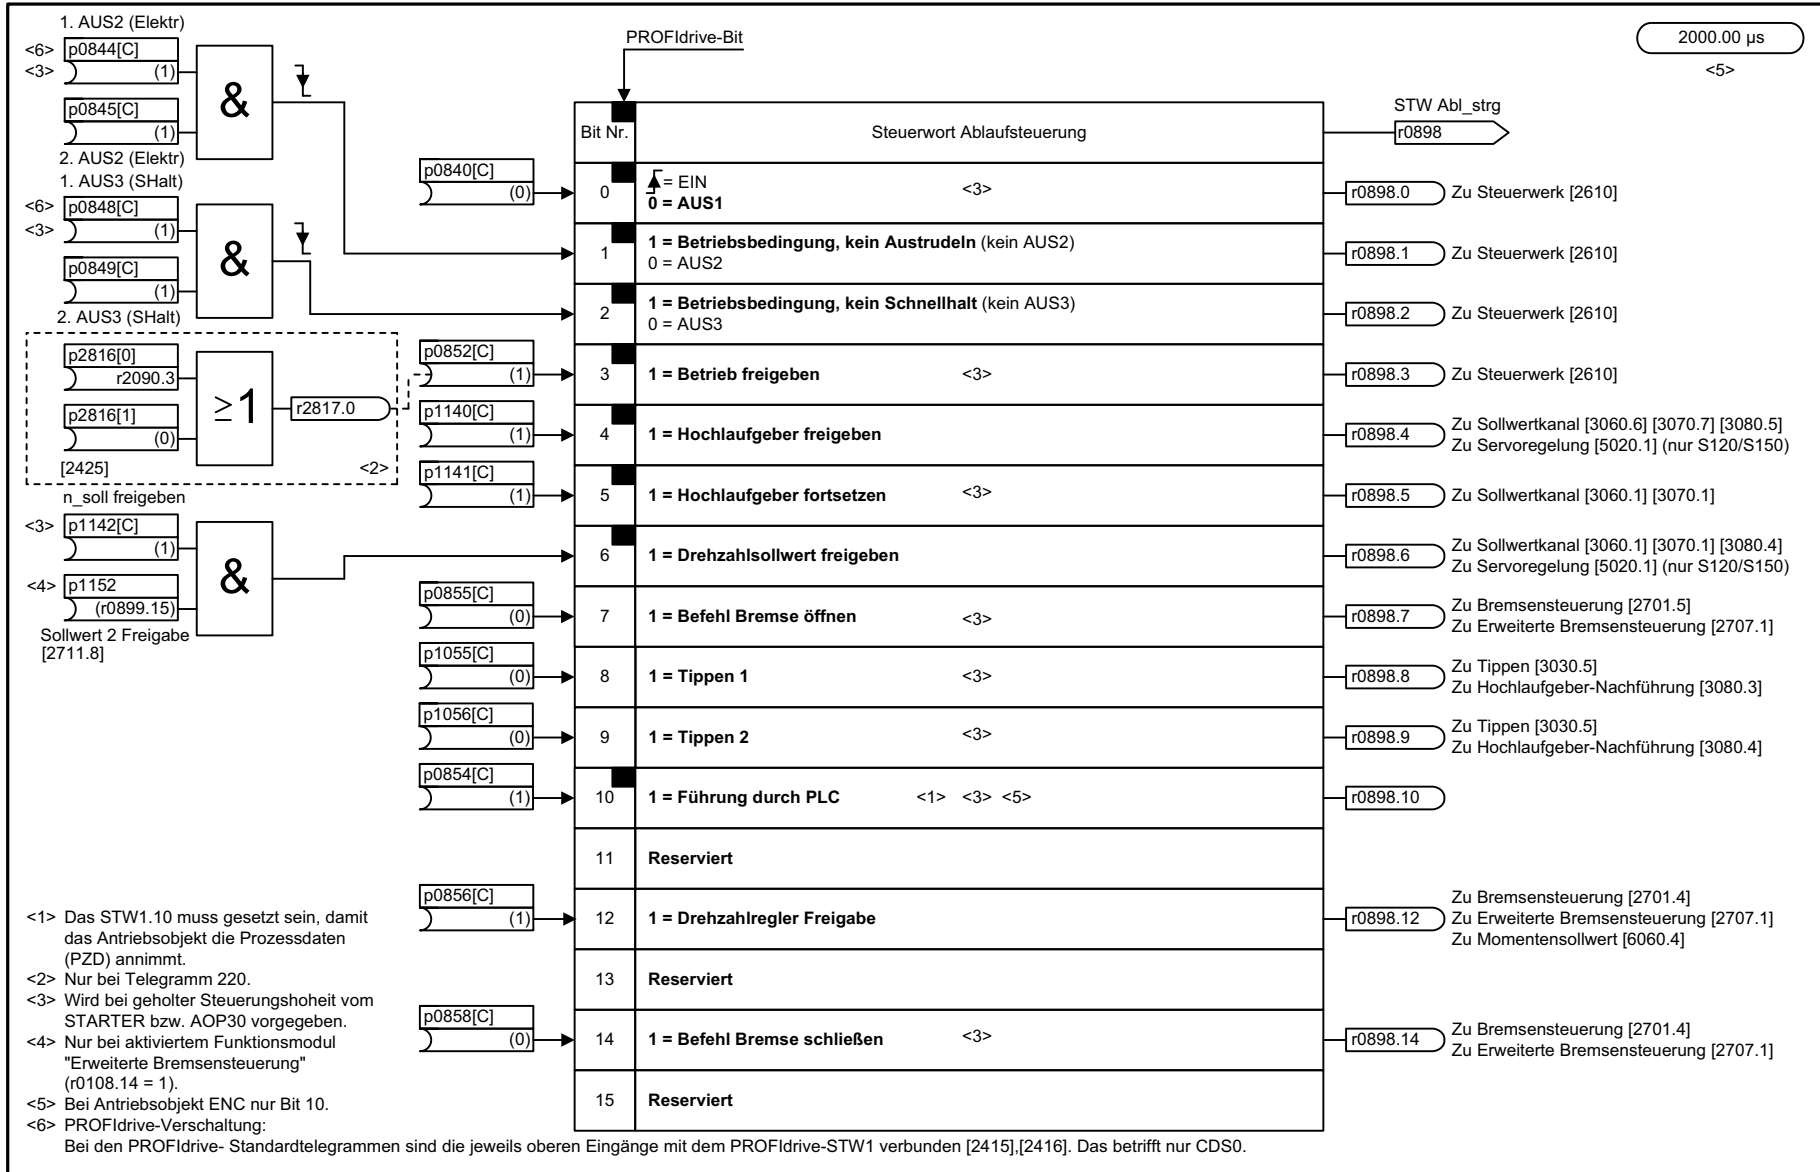 1. AUS2 (Elektr)
<6> p0844[C]
<3> (1)
&
p0845[C]
(1)
2. AUS2 (Elektr)
1. AUS3 (SHalt)
<6> p0848[C]
<3> (1)
&
p0849[C]
(1)
2. AUS3 (SHalt)
p2816[0]
r2090.3
≥1
r2817.0
p2816[1]
(0)
[2425] <2>
n_soll freigeben
<3> p1142[C]
(1)
&
<4> p1152
(r0899.15)
Sollwert 2 Freigabe
[2711.8]
PROFIdrive-Bit
2000.00 µs
<5>
STW Abl_strg
Bit Nr. Steuerwort Ablaufsteuerung r0898
p0840[C]
(0) 0 = EIN <3> r0898.0 Zu Steuerwerk [2610]
0 = AUS1
1 1 = Betriebsbedingung, kein Austrudeln (kein AUS2) r0898.1 Zu Steuerwerk [2610]
0 = AUS2
2 1 = Betriebsbedingung, kein Schnellhalt (kein AUS3) r0898.2 Zu Steuerwerk [2610]
0 = AUS3
p0852[C]
(1) 3 1 = Betrieb freigeben <3> r0898.3 Zu Steuerwerk [2610]
p1140[C]
(1) 4 1 = Hochlaufgeber freigeben r0898.4 Zu Sollwertkanal [3060.6] [3070.7] [3080.5]
Zu Servoregelung [5020.1] (nur S120/S150)
p1141[C]
(1) 5 1 = Hochlaufgeber fortsetzen <3> r0898.5 Zu Sollwertkanal [3060.1] [3070.1]
6 1 = Drehzahlsollwert freigeben r0898.6 Zu Sollwertkanal [3060.1] [3070.1] [3080.4]
Zu Servoregelung [5020.1] (nur S120/S150)
p0855[C]
(0) 7 1 = Befehl Bremse öffnen <3> r0898.7 Zu Bremsensteuerung [2701.5]
Zu Erweiterte Bremsensteuerung [2707.1]
p1055[C]
(0) 8 1 = Tippen 1 <3> r0898.8 Zu Tippen [3030.5]
Zu Hochlaufgeber-Nachführung [3080.3]
p1056[C]
(0) 9 1 = Tippen 2 <3> r0898.9 Zu Tippen [3030.5]
Zu Hochlaufgeber-Nachführung [3080.4]
p0854[C]
(1) 10 1 = Führung durch PLC <1> <3> <5> r0898.10
11 Reserviert
p0856[C]
(1) 12 1 = Drehzahlregler Freigabe r0898.12 Zu Bremsensteuerung [2701.4]
Zu Erweiterte Bremsensteuerung [2707.1]
Zu Momentensollwert [6060.4]
13 Reserviert
p0858[C]
(0) 14 1 = Befehl Bremse schließen <3> r0898.14 Zu Bremsensteuerung [2701.4]
Zu Erweiterte Bremsensteuerung [2707.1]
15 Reserviert
<1> Das STW1.10 muss gesetzt sein, damit
das Antriebsobjekt die Prozessdaten
(PZD) annimmt.
<2> Nur bei Telegramm 220.
<3> Wird bei geholter Steuerungshoheit vom
STARTER bzw. AOP30 vorgegeben.
<4> Nur bei aktiviertem Funktionsmodul
"Erweiterte Bremsensteuerung"
(r0108.14 = 1).
<5> Bei Antriebsobjekt ENC nur Bit 10.
<6> PROFIdrive-Verschaltung:
Bei den PROFIdrive- Standardtelegrammen sind die jeweils oberen Eingänge mit dem PROFIdrive-STW1 verbunden [2415],[2416]. Das betrifft nur CDS0.